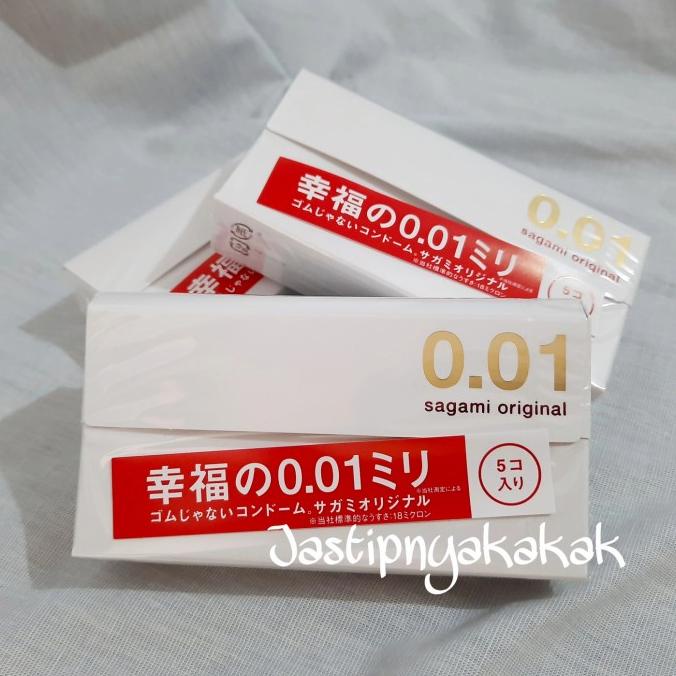 幸福の0.01ミリ
ゴムじゃないコンドーム。サガミオリジナル
0.01
sagami original
5コ
入り
0.01
sagami original
幸福の0.01ミリ
※当社測定による
ゴムじゃないコンドーム。サガミオリジナル
※当社標準的なうすさ:18ミクロン
5コ
入り
Jastipnyakakak